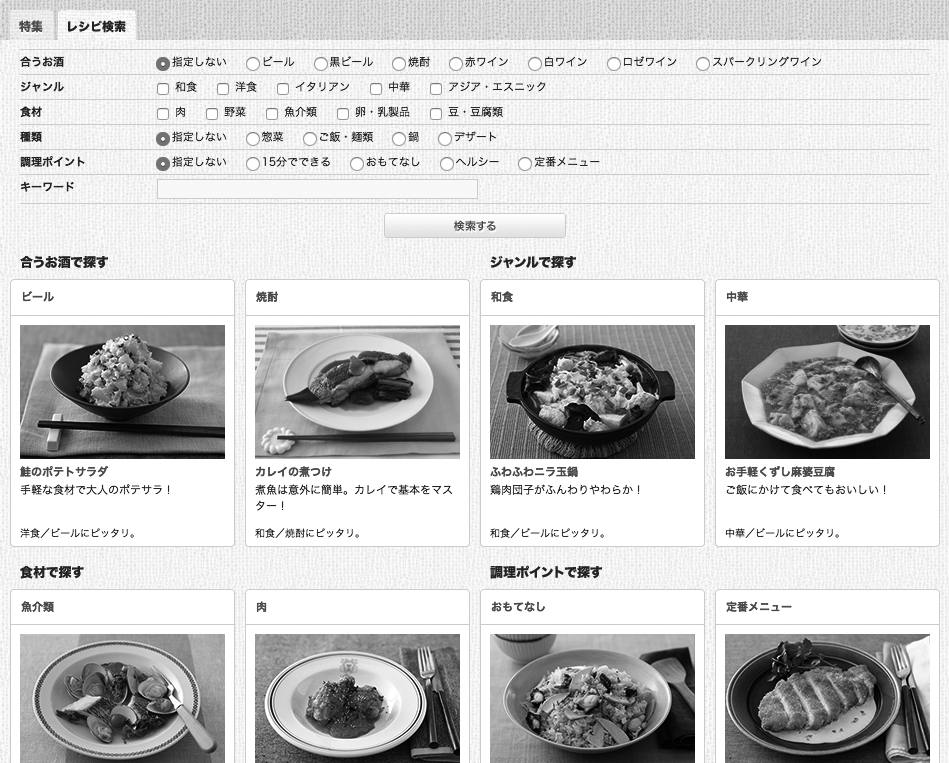 特集 レシピ検索
合うお酒 指定しない ビール 黒ビール 焼酎 赤ワイン 白ワイン ロゼワイン スパークリングワイン
ジャンル 和食 洋食 イタリアン 中華 アジア・エスニック
食材 肉 野菜 魚介類 卵・乳製品 豆・豆腐類
種類 指定しない 惣菜 ご飯・麺類 鍋 デザート
調理ポイント 指定しない 15分でできる おもてなし ヘルシー 定番メニュー
キーワード
検索する
合うお酒で探す ジャンルで探す
ビール 焼酎 和食 中華
鮭のポテトサラダ
手軽な食材で大人のポテサラ！
洋食／ビールにピッタリ。
カレイの煮つけ
煮魚は意外に簡単。カレイで基本をマス
ター！
和食／焼酎にピッタリ。
ふわふわニラ玉鍋
鶏肉団子がふんわりやわらか！
和食／ビールにピッタリ。
お手軽くずし麻婆豆腐
ご飯にかけて食べてもおいしい！
中華／ビールにピッタリ。
食材で探す 調理ポイントで探す
魚介類 肉 おもてなし 定番メニュー